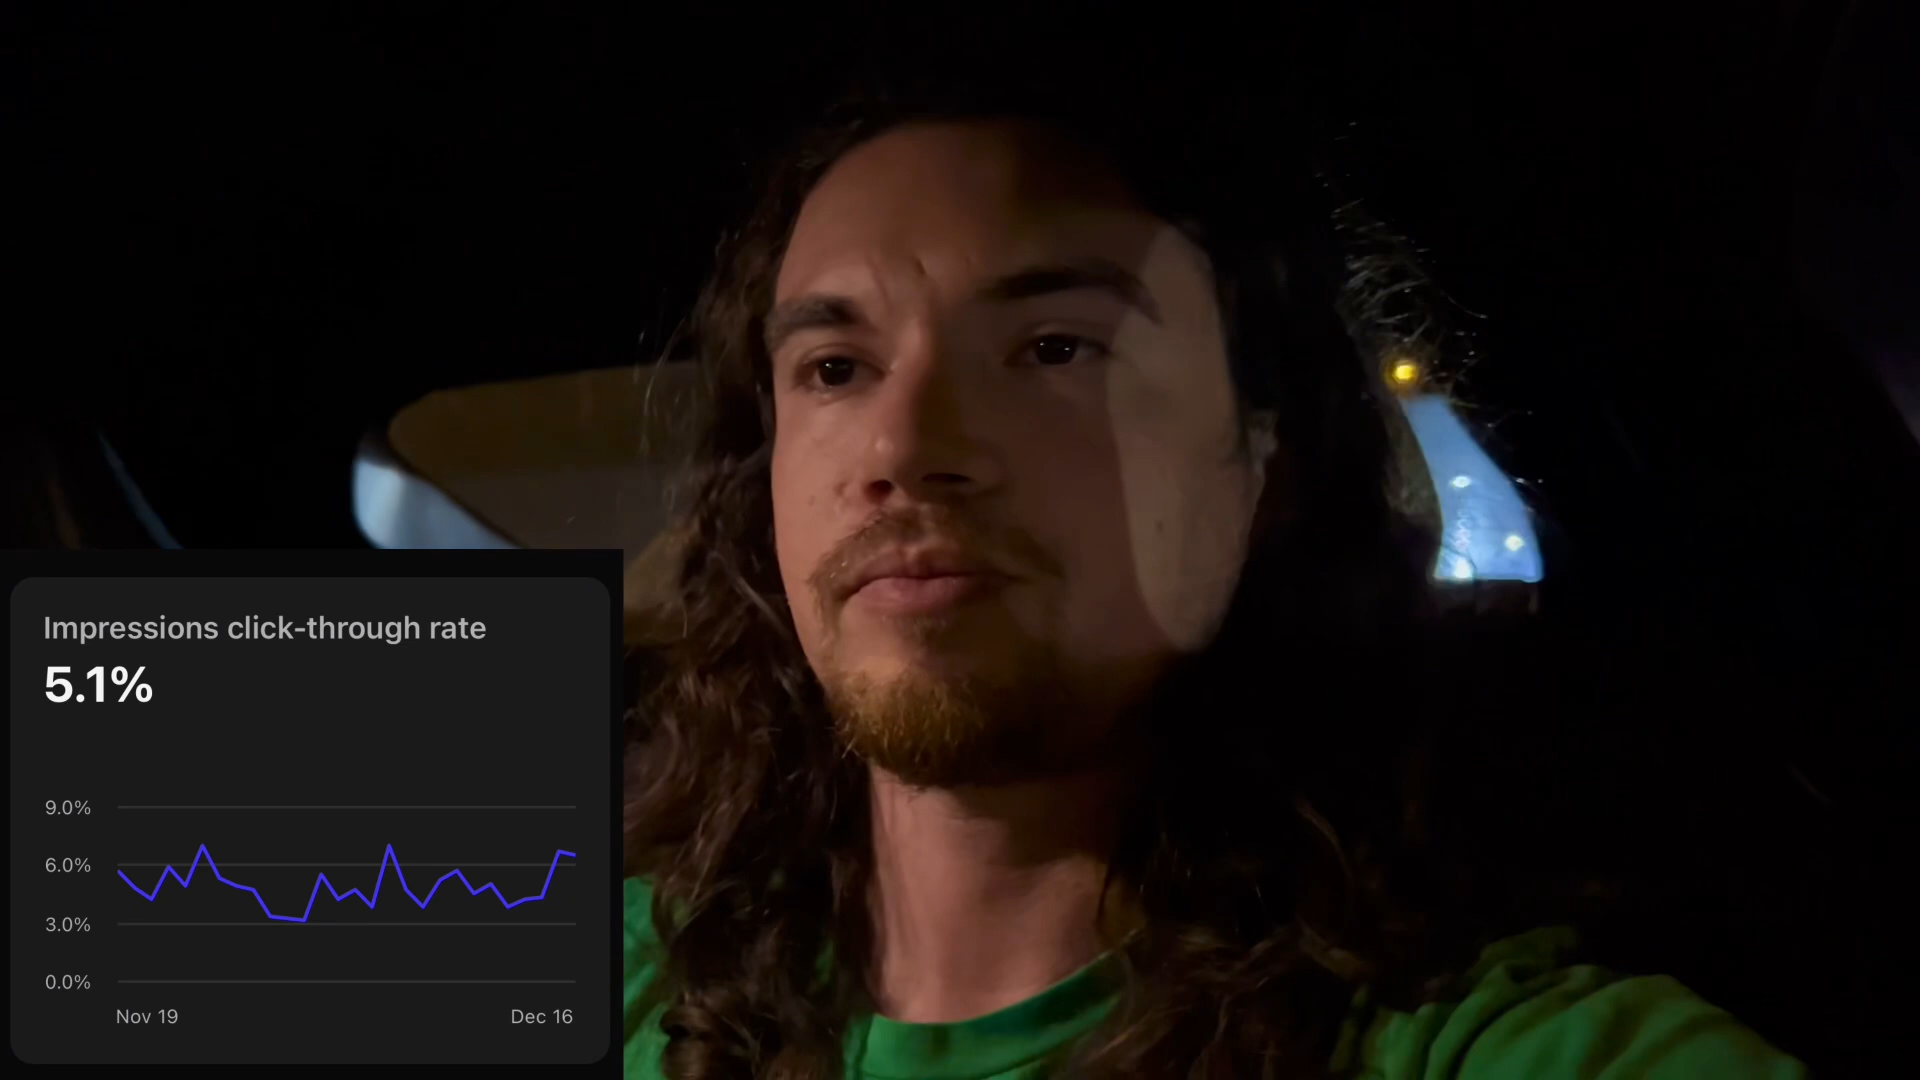 Impressions click-through rate
5.1%
9.0%
6.0%
3.0%
0.0%
Nov 19 Dec 16